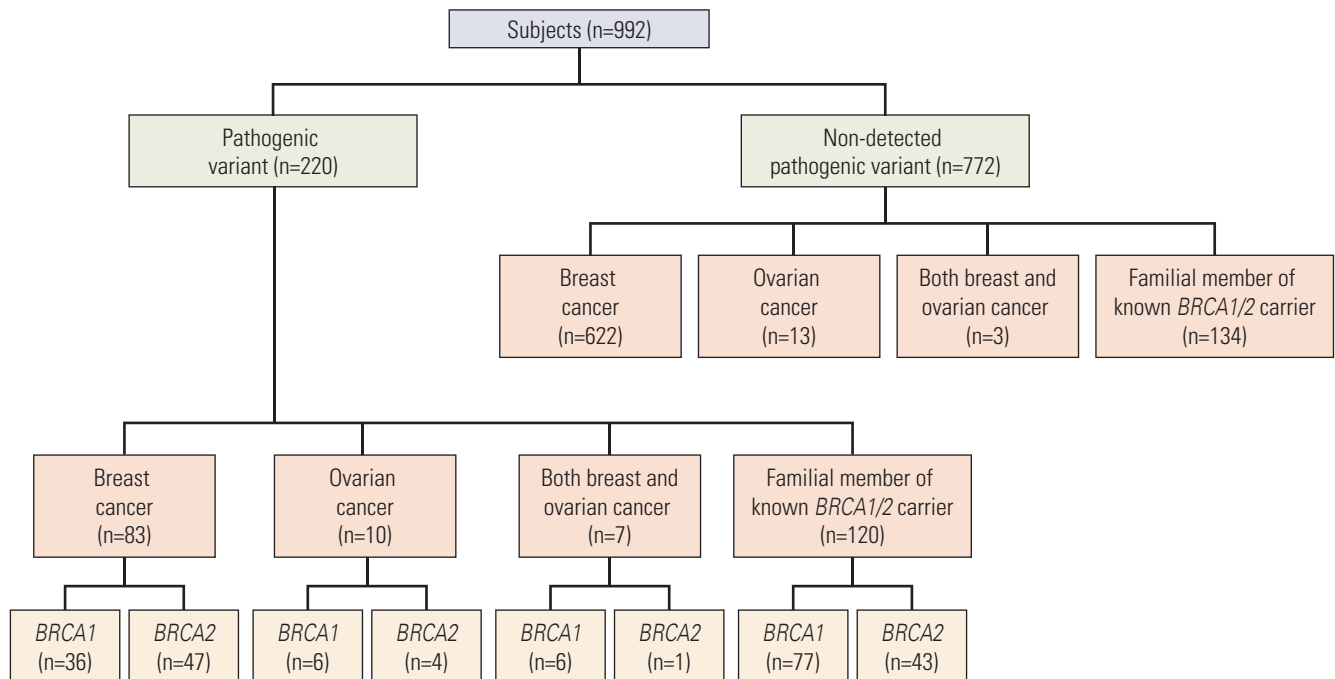 Subjects (n=992)
Pathogenic
variant (n=220)
Non-detected
pathogenic variant (n=772)
Breast
cancer
(n=622)
Ovarian
cancer
(n=13)
Both breast and
ovarian cancer
(n=3)
Familial member of
known BRCA1/2 carrier
(n=134)
Breast
cancer
(n=83)
Ovarian
cancer
(n=10)
Both breast and
ovarian cancer
(n=7)
Familial member of
known BRCA1/2 carrier
(n=120)
BRCA1
(n=36)
BRCA2
(n=47)
BRCA1
(n=6)
BRCA2
(n=4)
BRCA1
(n=6)
BRCA2
(n=1)
BRCA1
(n=77)
BRCA2
(n=43)